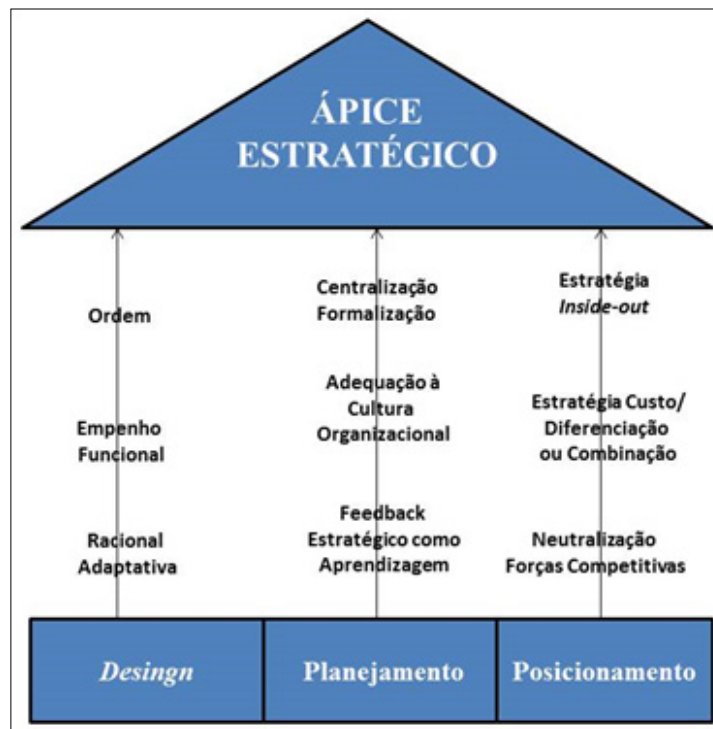 ÁPICE
ESTRATÉGICO
Ordem
Empenho
Funcional
Racional
Adaptativa
Centralização
Formalização
Adequação à
Cultura
Organizacional
Feedback
Estratégico como
Aprendizagem
Estratégia
Inside-out
Estratégia Custo/
Diferenciação
ou Combinação
Neutralização
Forças Competitivas
Desingn
Planejamento
Posicionamento